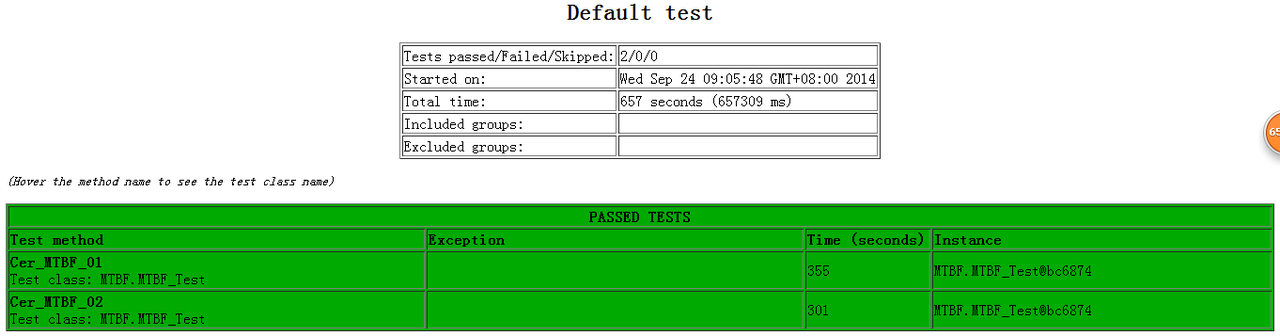 Default test
Tests passed/Failed/Skipped: 2/0/0
Started on: Wed Sep 24 09:05:48 GMT+08:00 2014
Total time: 657 seconds (657309 ms)
Included groups:
Excluded groups:
65
(Hover the method name to see the test class name)
PASSED TESTS
Test method Exception Time (seconds) Instance
Cer_MTBF_01
Test class: MTBF.MTBF_Test 355 MTBF.MTBF_Test@bc6874
Cer_MTBF_02
Test class: MTBF.MTBF_Test 301 MTBF.MTBF_Test@bc6874